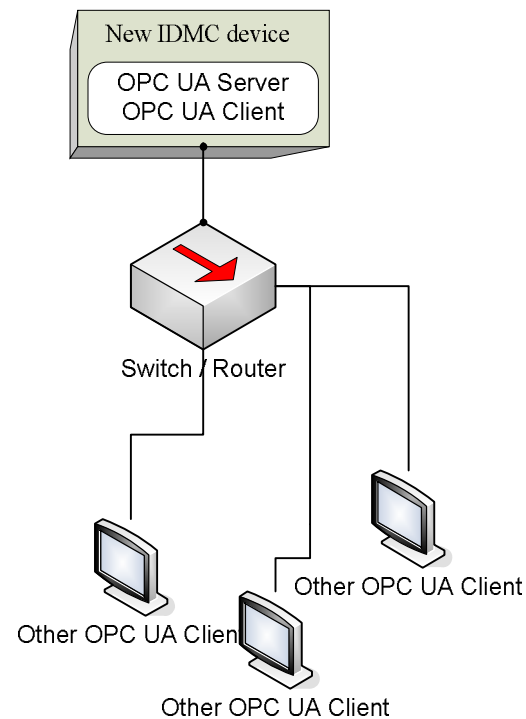 New IDMC device
OPC UA Server
OPC UA Client
Switch / Router
Other OPC UA Client
Other OPC UA Client
Other OPC UA Client